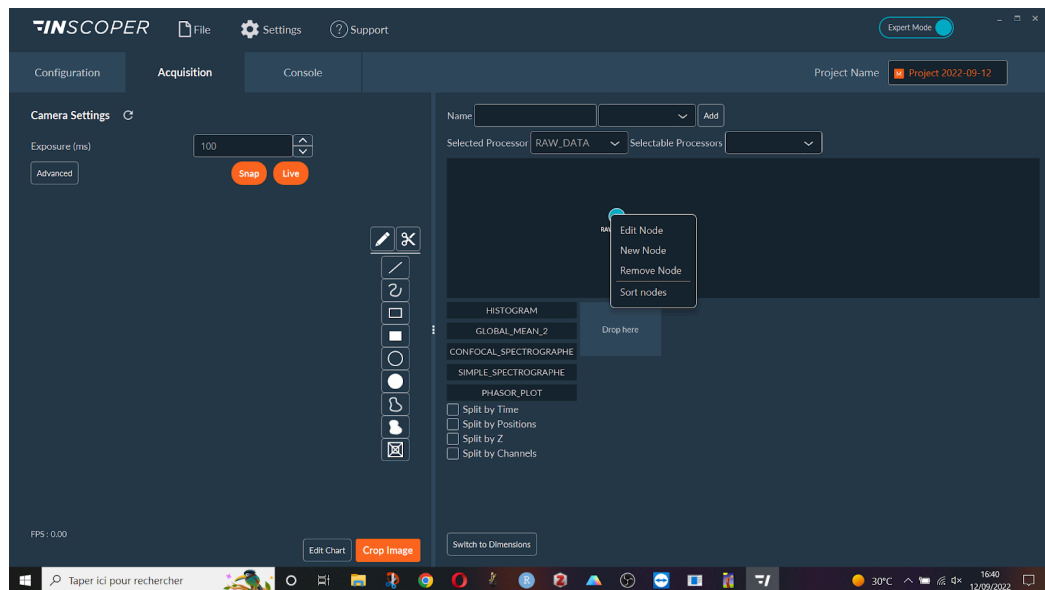 INSCOPER File Settings ? Support Expert Mode
Configuration Acquisition Console Project Name M Project 2022-09-12
Camera Settings
Exposure (ms) 100
Advanced Snap Live
FPS : 0.00
Edit Chart Crop Image
Name Add
Selected Processor RAW_DATA Selectable Processors
Edit Node
New Node
Remove Node
Sort nodes
HISTOGRAM
GLOBAL_MEAN_2
CONFOCAL_SPECTROGRAPHE
SIMPLE_SPECTROGRAPHE
PHASOR_PLOT
Drop here
Split by Time
Split by Positions
Split by Z
Split by Channels
Switch to Dimensions
Taper ici pour rechercher
R
30°C
16:40
12/09/2022